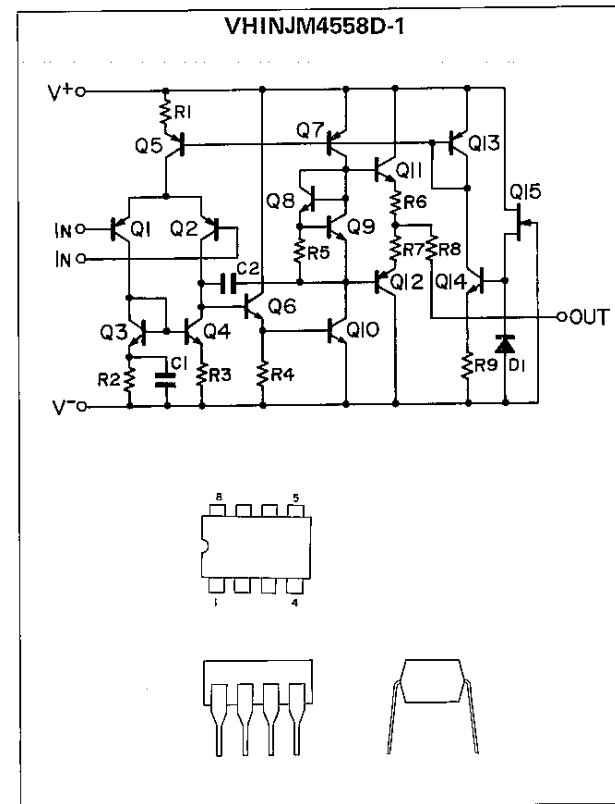 VHINJM4558D-1
V+
R1
Q5 Q7 Q13
Q11
Q8 Q15
IN Q1 Q2 Q9 R6
IN
R5 R7 R8
C2 Q6 Q12 Q14
OUT
Q3 Q4 Q10
R2 C1 R3 R4 R9 D1
V-
8 5
1 4